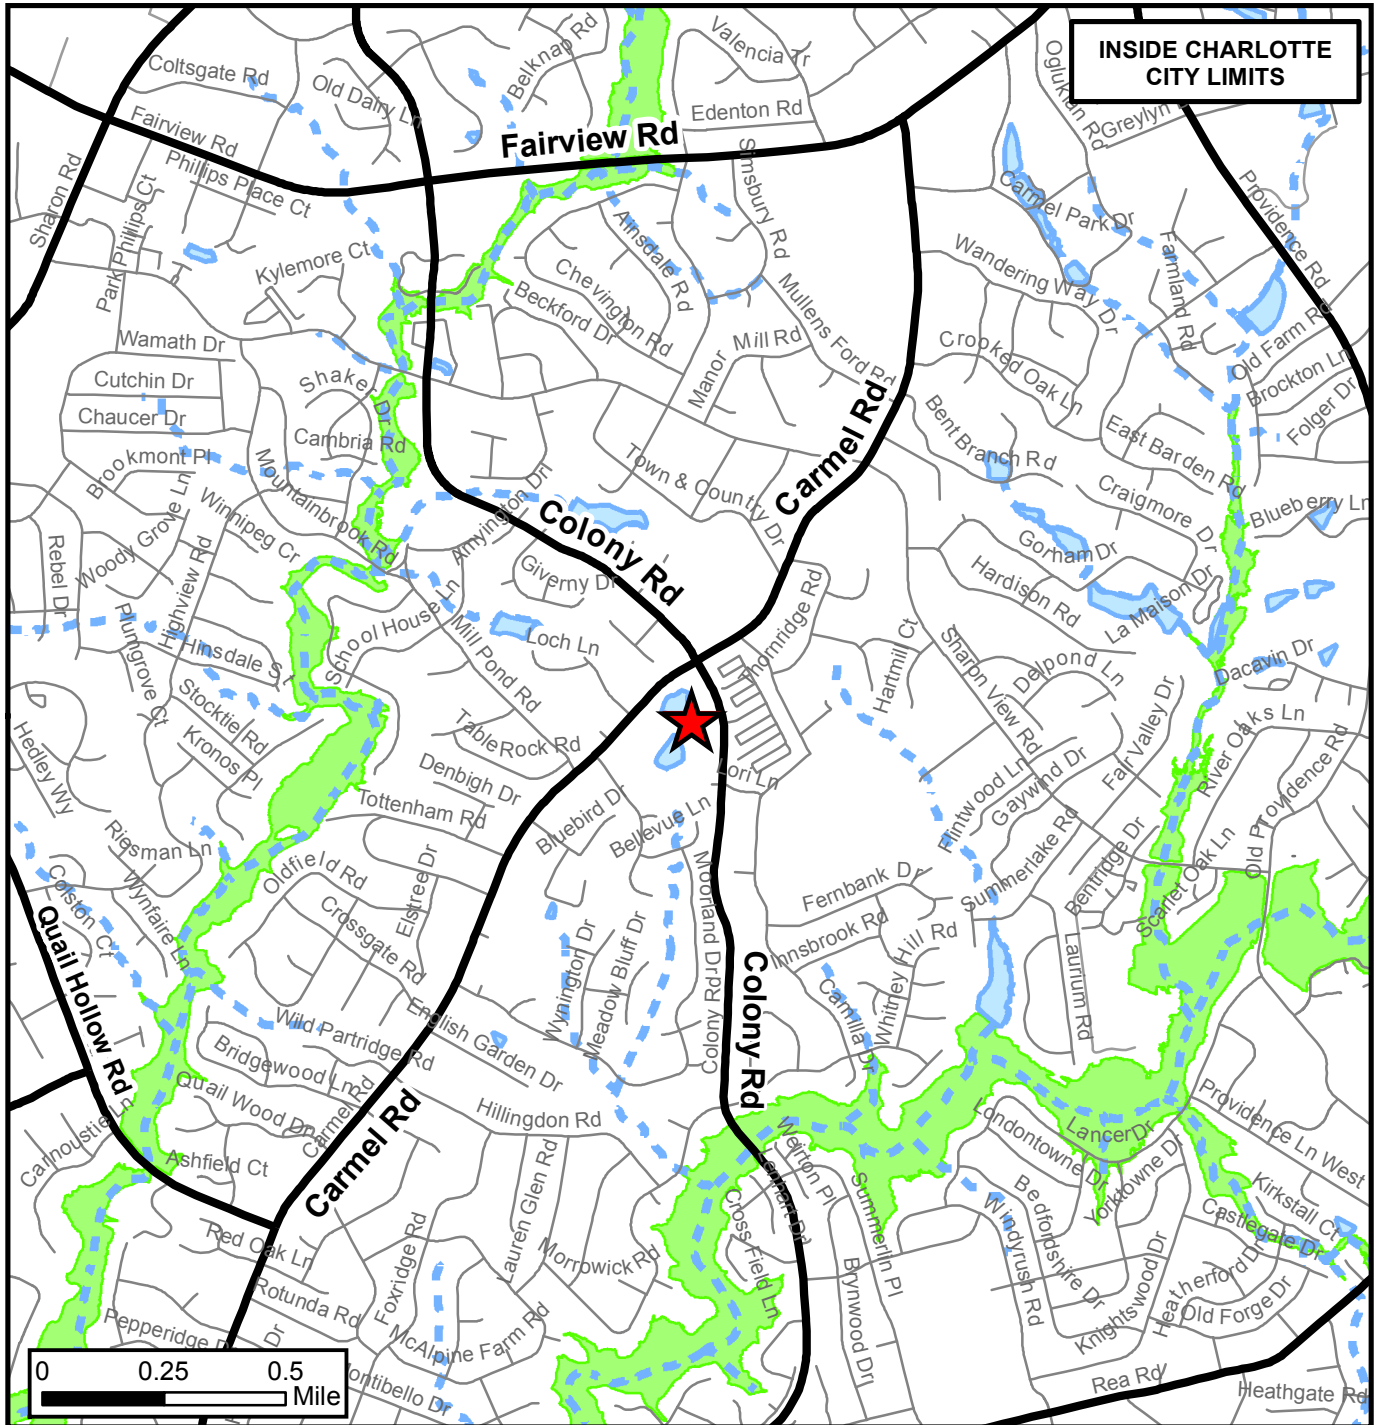 INSIDE CHARLOTTE
CITY LIMITS
Coltsgate Rd
Old Dairy Ln
Belknap Rd
Valencia Tr
Edenton Rd
Oglukian Rd
Greylyn
Fairview Rd
Fairview Rd
Phillips Place Ct
Sharon Rd
Park Phillips Ct
Kylemore Ct
Simsbury Rd
Ainsdale Rd
Carmel Park Dr
Providence Rd
Wandering Way Dr
Farmland Rd
Chevington Rd
Beckford Dr
Mullens Ford Rd
Manor Mill Rd
Crooked Oak Ln
Old Farm Rd
Brockton Ln
Folger Dr
Wamath Dr
Cutchin Dr
Chaucer Dr
Shaker Dr
Cambria Rd
Carmel Rd
Bent Branch Rd
East Barden Rd
Brookmont Pl
Mountainbrook Rd
Town & Country Dr
Craigmore Dr
Blueberry Ln
Woody Grove Ln
Winnipeg Cr
Amyington Dr
Colony Rd
Gorham Dr
Rebel Dr
Highview Rd
Giverny Dr
Hardison Rd
La Maison Dr
Plumgrove Ct
Hinsdale St
School House Ln
Mill Pond Rd
Loch Ln
Thornridge Rd
Hartmill Ct
Sharon View Rd
Delpond Ln
Dacavin Dr
Stocktie Rd
Kronos Pl
Hedley Wy
Table Rock Rd
Denbigh Dr
Lori Ln
Fair Valley Dr
River Oaks Ln
Old Providence Rd
Tottenham Rd
Bluebird Dr
Bellevue Ln
Flintwood Ln
Gaywind Dr
Riesman Ln
Oldfield Rd
Elstree Dr
Moorland Dr
Fernbank Dr
Summerlake Rd
Bentridge Dr
Scarlet Oak Ln
Colston Ct
Wynfaire Ln
Crossgate Rd
Innsbrook Rd
Whitney Hill Rd
Quail Hollow Rd
Wynington Dr
Meadow Bluff Dr
Colony Rd
Colony Rd
Camilla Dr
Laurium Rd
English Garden Dr
Wild Partridge Rd
Bridgewood Ln
Quail Wood Dr
Carmel Rd
Carmel Rd
Hillingdon Rd
Carnoustie Ln
Ashfield Ct
Londontowne Dr
Lancer Dr
Yorktowne Dr
Providence Ln West
Kirkstall Ct
Castlegate Dr
Weirton Pl
Summerlin Pl
Cross Field Ln
Lauren Glen Rd
Morrowick Rd
Red Oak Ln
Rotunda Rd
Foxridge Rd
McAlpine Farm Rd
Brynwood Dr
Windyrush Rd
Bedfordshire Dr
Knightswood Dr
Heatherford Dr
Old Forge Dr
Pepperidge
Dr
Montibello Dr
Rea Rd
Heathgate Rd
0 0.25 0.5
Mile